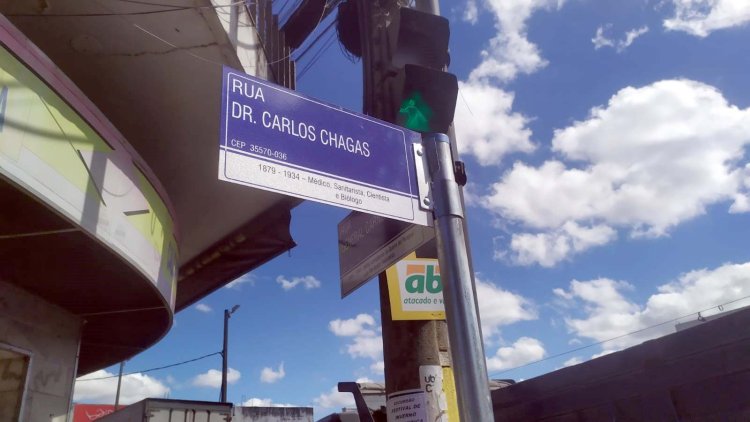 RUA
DR. CARLOS CHAGAS
CEP 35570-036
1879 - 1934 – Médico, Sanitarista, Cientista
e Biólogo
ab
atacado e v